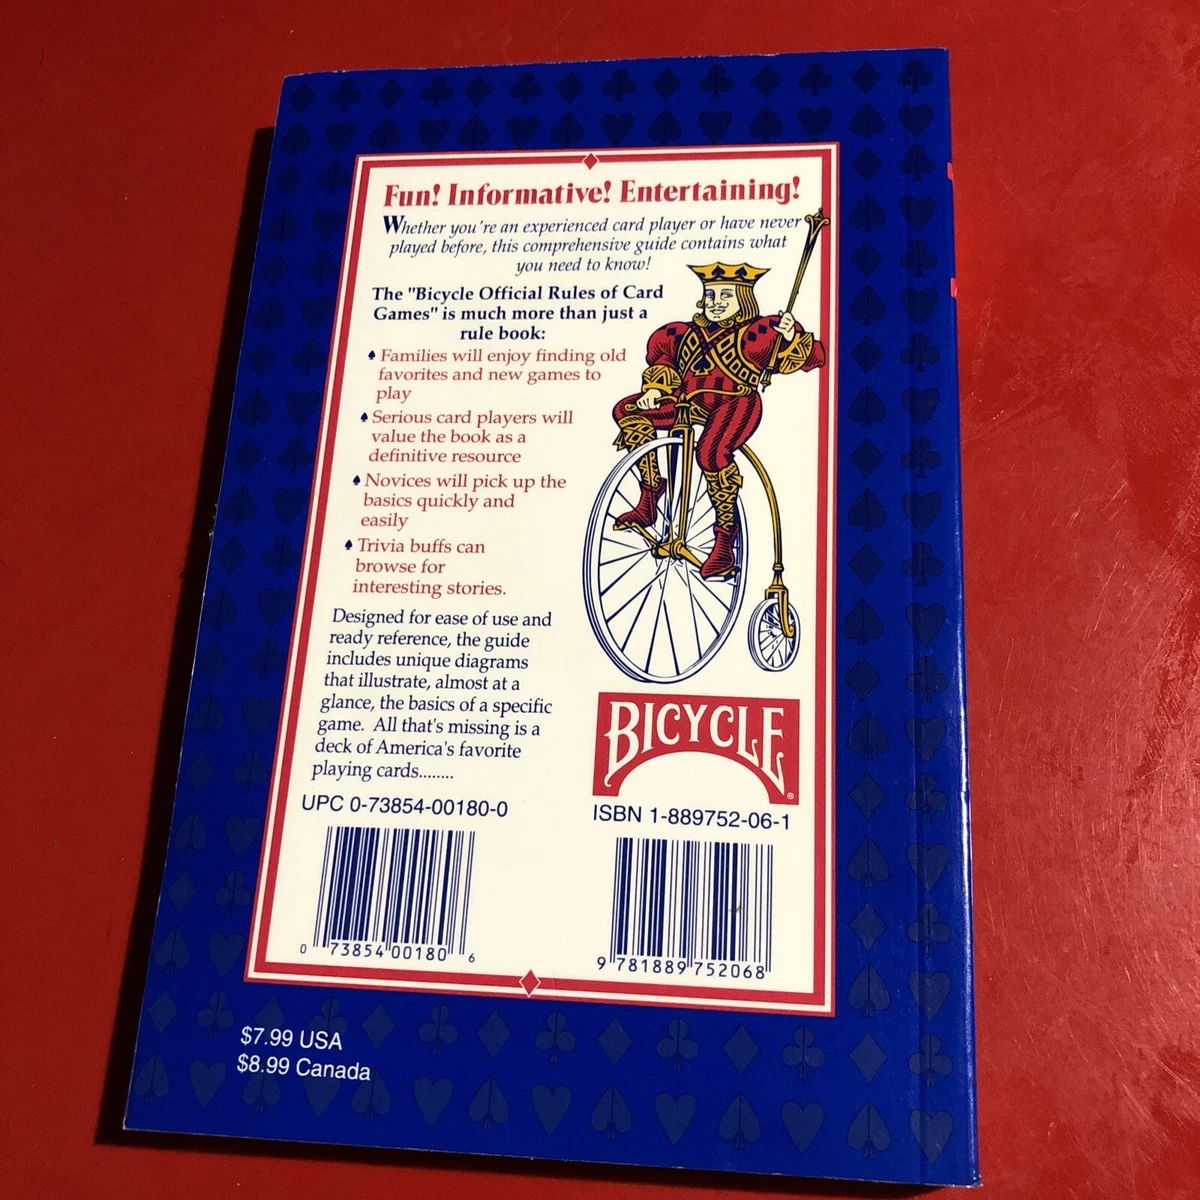 Fun! Informative! Entertaining!
Whether you're an experienced card player or have never
played before, this comprehensive guide contains what
you need to know!
The "Bicycle Official Rules of Card
Games" is much more than just a
rule book:
♠ Families will enjoy finding old
favorites and new games to
play
♠ Serious card players will
value the book as a
definitive resource
♠ Novices will pick up the
basics quickly and
easily
♠ Trivia buffs can
browse for
interesting stories.
Designed for ease of use and
ready reference, the guide
includes unique diagrams
that illustrate, almost at a
glance, the basics of a specific
game. All that's missing is a
deck of America's favorite
playing cards........
BICYCLE®
UPC 0-73854-00180-0
0 73854 00180 6
ISBN 1-889752-06-1
9 781889 752068
$7.99 USA
$8.99 Canada